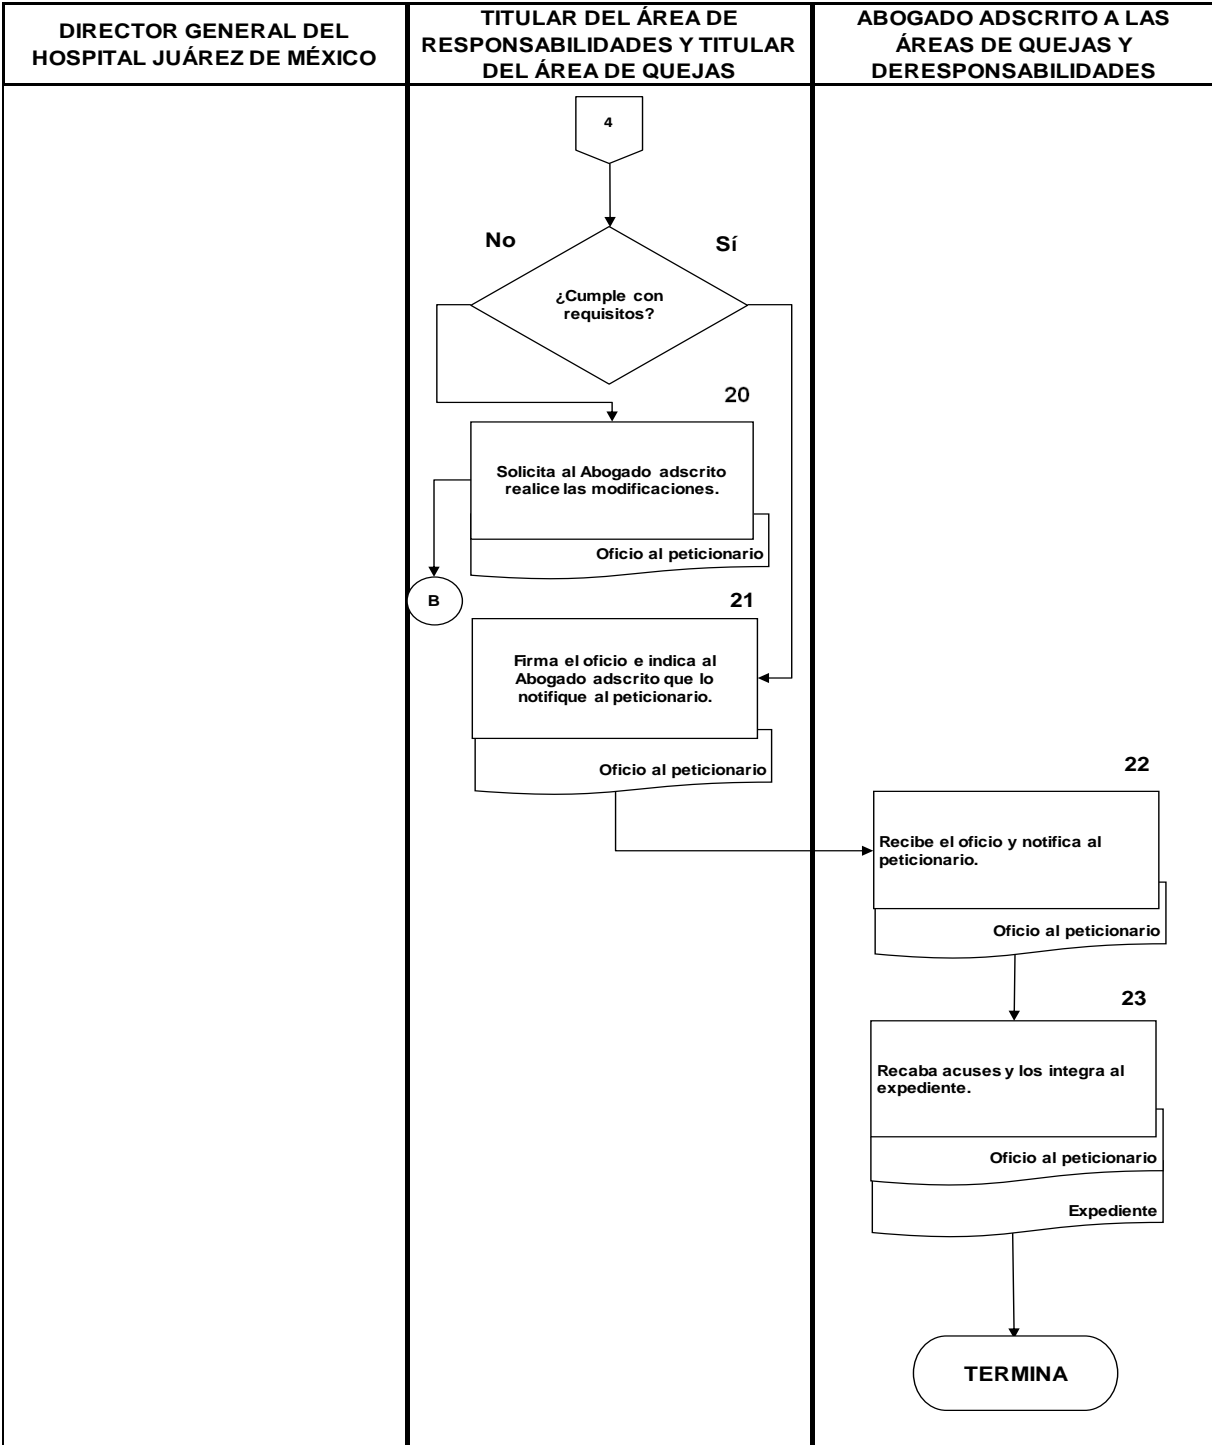 DIRECTOR GENERAL DEL
HOSPITAL JUÁREZ DE MÉXICO
TITULAR DEL ÁREA DE
RESPONSABILIDADES Y TITULAR
DEL ÁREA DE QUEJAS
ABOGADO ADSCRITO A LAS
ÁREAS DE QUEJAS Y
DERESPONSABILIDADES
4
No
Sí
¿Cumple con
requisitos?
20
Solicita al Abogado adscrito
realice las modificaciones.
Oficio al peticionario
B
21
Firma el oficio e indica al
Abogado adscrito que lo
notifique al peticionario.
Oficio al peticionario
22
Recibe el oficio y notifica al
peticionario.
Oficio al peticionario
23
Recaba acuses y los integra al
expediente.
Oficio al peticionario
Expediente
TERMINA